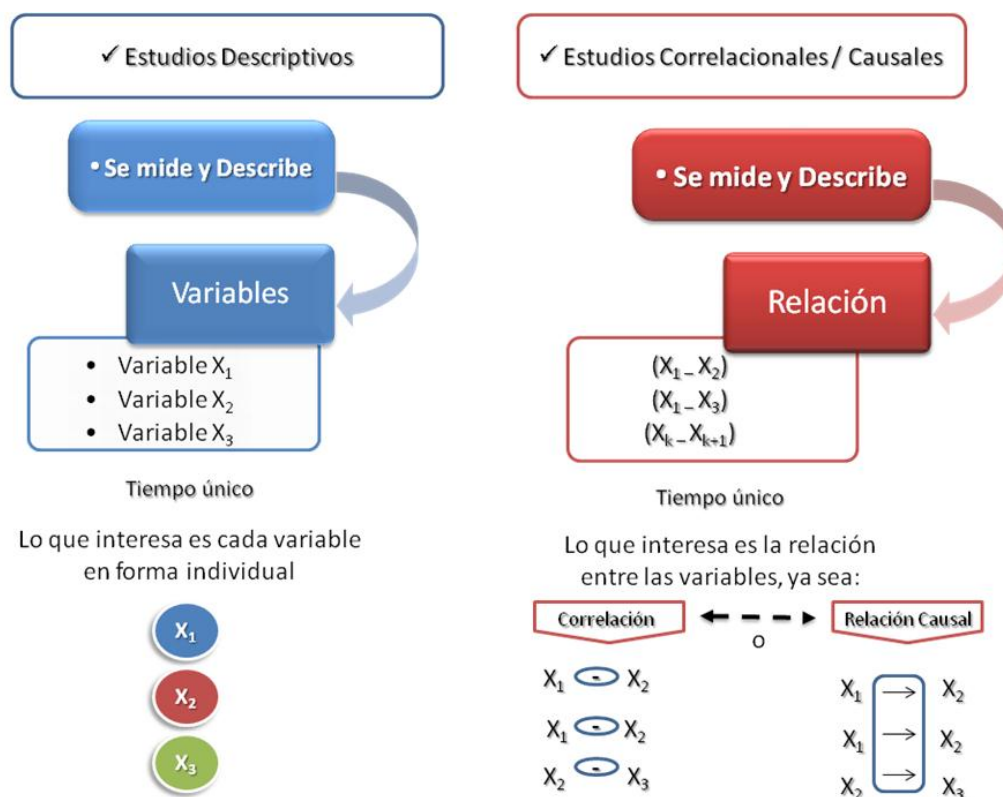 ✓ Estudios Descriptivos
• Se mide y Describe
Variables
• Variable X₁
• Variable X₂
• Variable X₃
Tiempo único
Lo que interesa es cada variable
en forma individual
X₁
X₂
X₃
✓ Estudios Correlacionales / Causales
• Se mide y Describe
Relación
(X₁ – X₂)
(X₁ – X₃)
(Xₖ – Xₖ₊₁)
Tiempo único
Lo que interesa es la relación
entre las variables, ya sea:
Correlación
o
Relación Causal
X₁ - X₂
X₁ - X₂
X₂ - X₃
X₁ → X₂
X₁ → X₂
X₂ → X₃